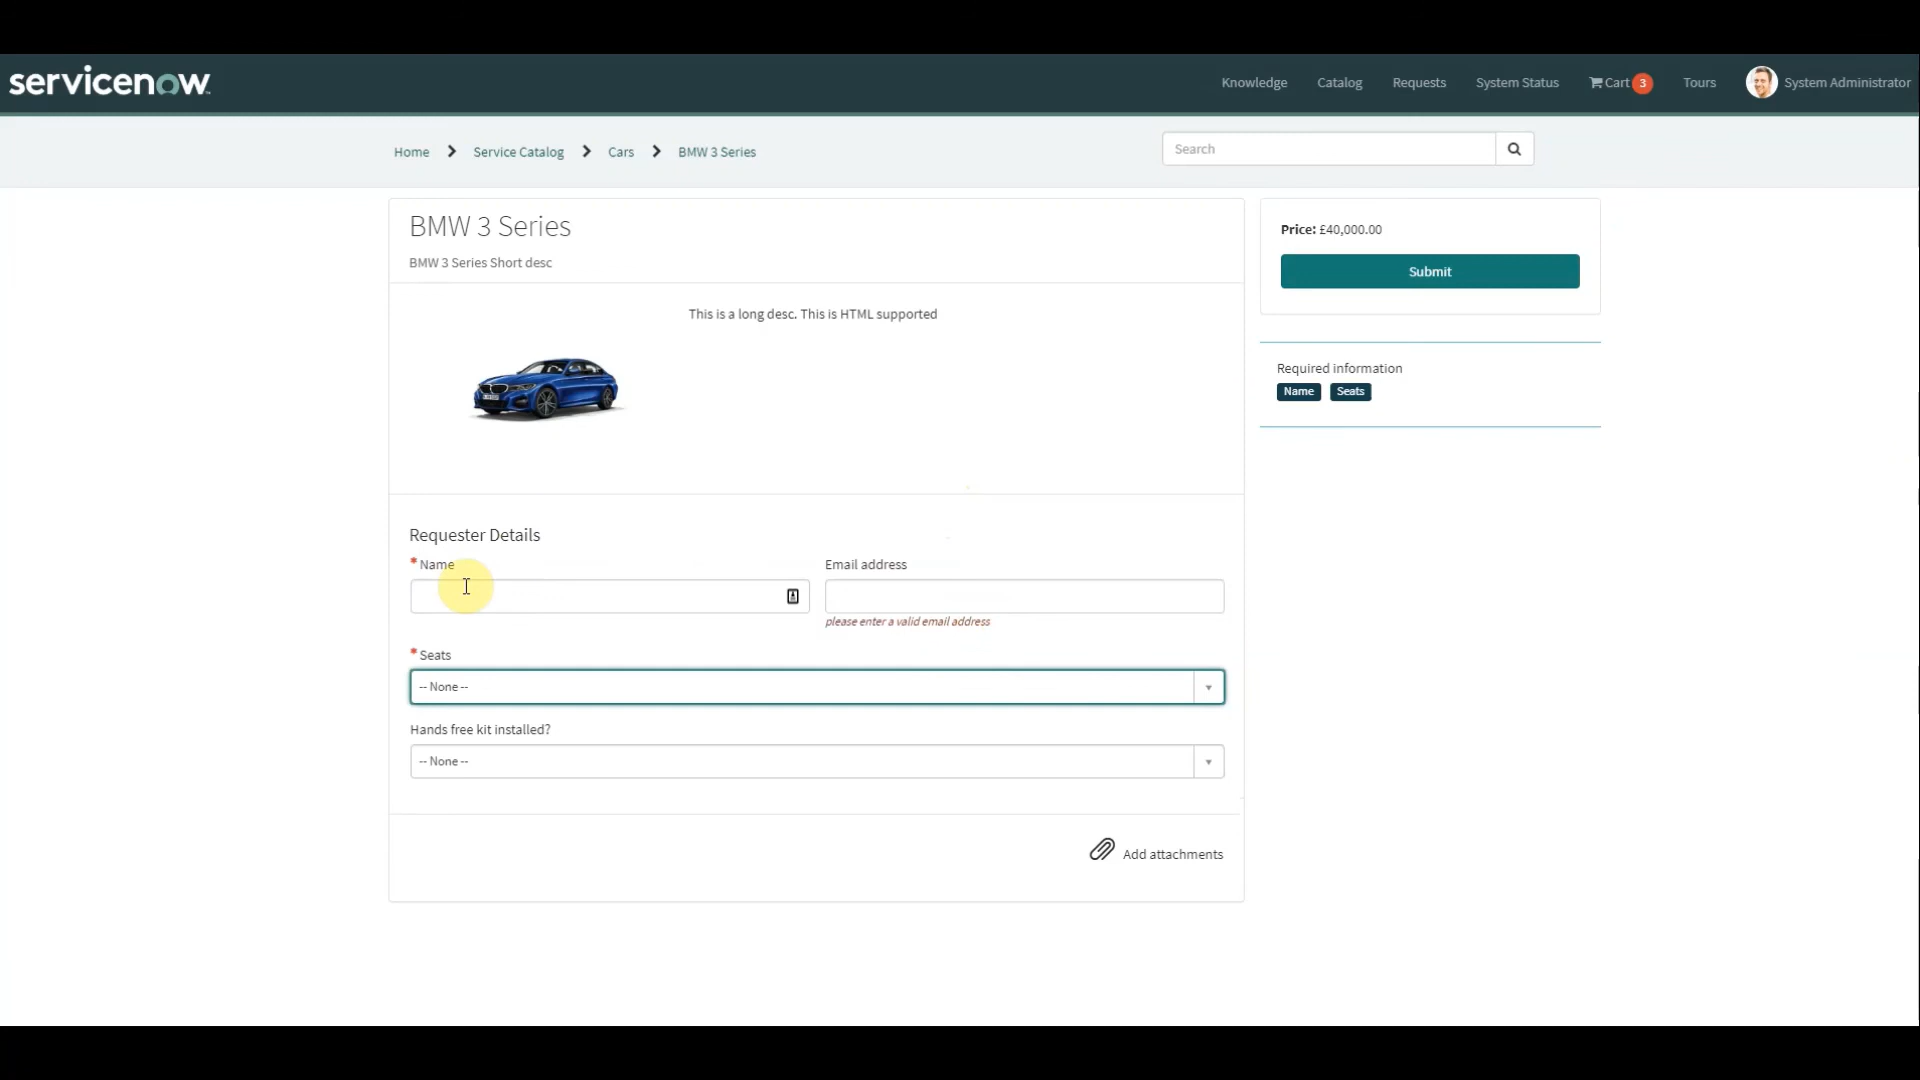 servicenow
Knowledge Catalog Requests System Status Cart 3 Tours System Administrator
Home Service Catalog Cars BMW 3 Series
Search
BMW 3 Series
BMW 3 Series Short desc
This is a long desc. This is HTML supported
Price: £40,000.00
Submit
Required information
Name Seats
Requester Details
* Name
Email address
please enter a valid email address
* Seats
-- None --
Hands free kit installed?
-- None --
Add attachments